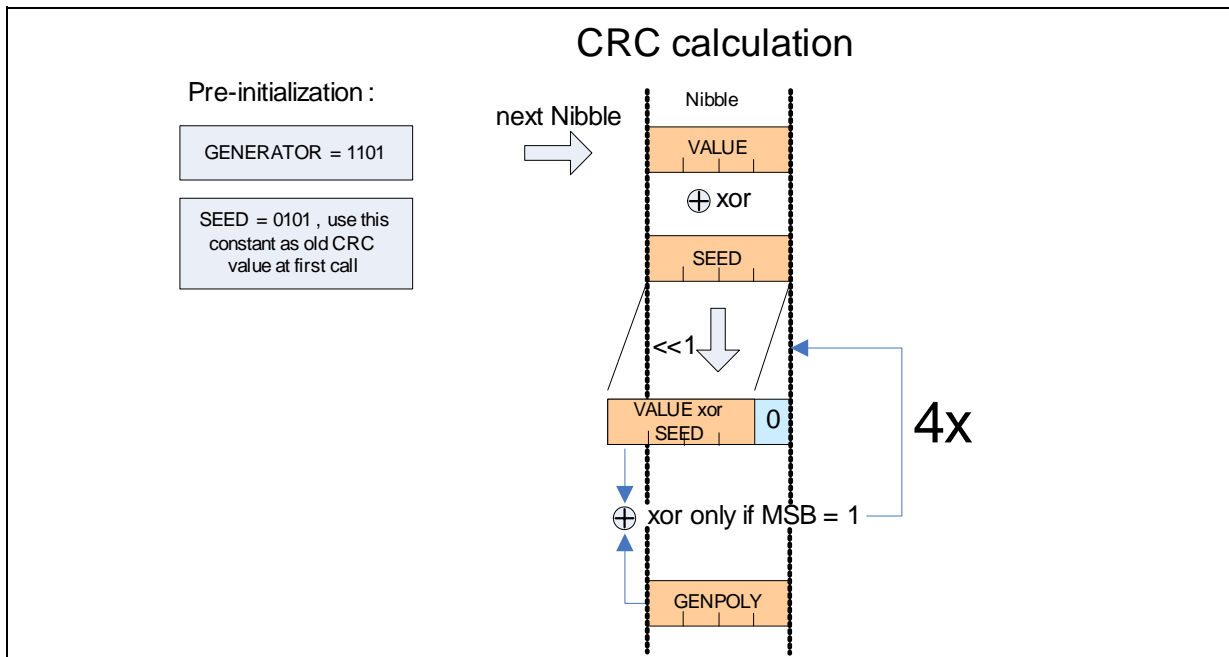 CRC calculation
Pre-initialization :
GENERATOR = 1101
SEED = 0101 , use this
constant as old CRC
value at first call
next Nibble
Nibble
VALUE
xor
SEED
<<1
VALUE xor
SEED
0
4x
xor only if MSB = 1
GENPOLY